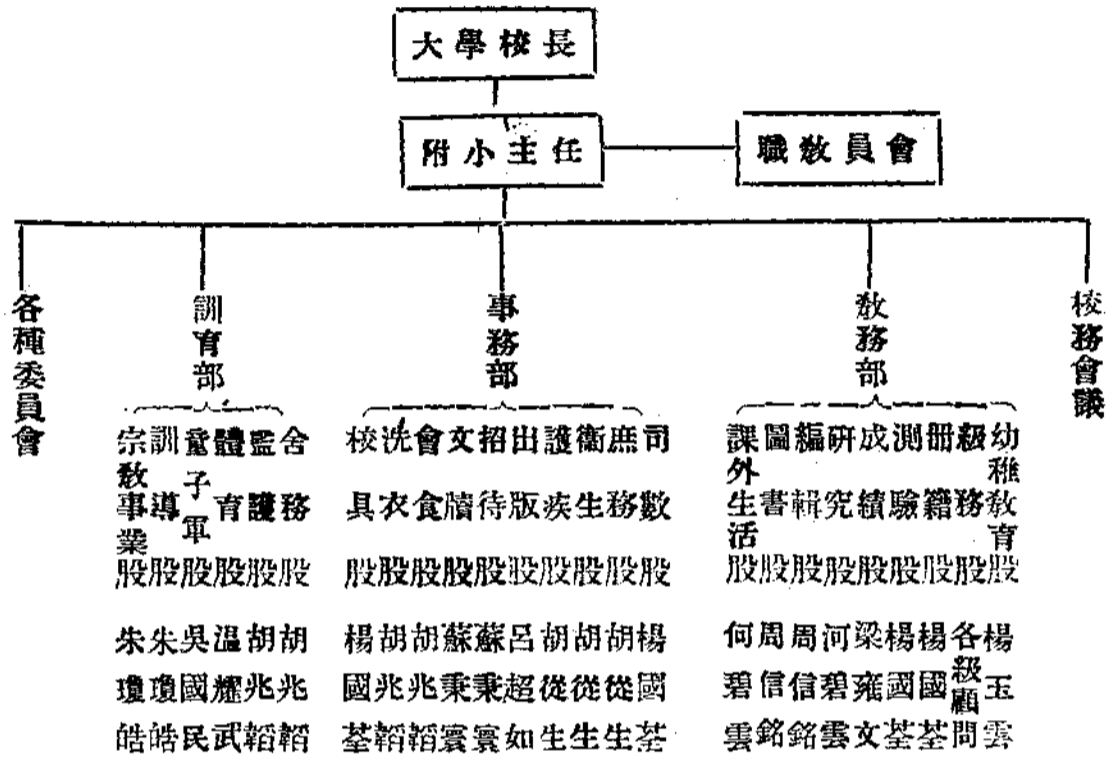 大學校長
附小主任
職敎員會
校務會議
敎務部
幼稚敎育股 楊玉雲
級務股 各級顧問
册籍股 楊國荃
測驗股 楊國荃
成績股 梁雍文
研究股 河碧雲
編輯股 周信銘
圖書股 周信銘
課外生活股 何碧雲
事務部
司數股 楊國荃
庶務股 胡從生
衞生股 胡從生
護疾股 胡從生
出版股 呂超如
招待股 蘇秉寰
文牘股 蘇秉寰
會食股 胡兆韜
洗衣股 胡兆韜
校具股 楊國荃
訓育部
舍務股 胡兆韜
監護股 胡兆韜
體育股 溫耀武
童子軍股 吳國民
訓導股 朱瓊皓
宗敎事業股 朱瓊皓
各種委員會